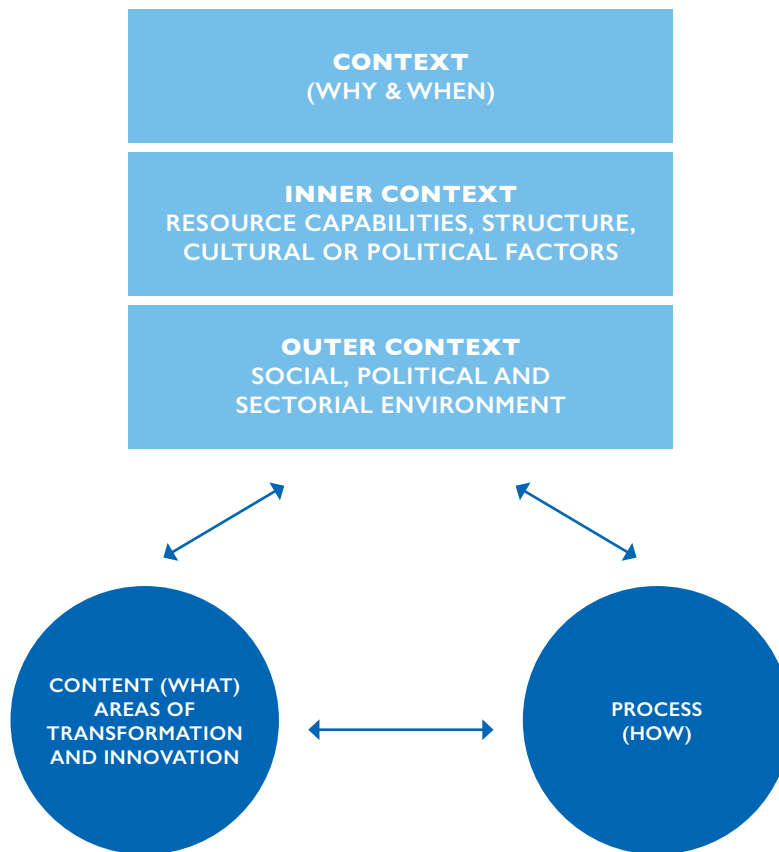 CONTEXT
(WHY & WHEN)
INNER CONTEXT
RESOURCE CAPABILITIES, STRUCTURE,
CULTURAL OR POLITICAL FACTORS
OUTER CONTEXT
SOCIAL, POLITICAL AND
SECTORIAL ENVIRONMENT
CONTENT (WHAT)
AREAS OF
TRANSFORMATION
AND INNOVATION
PROCESS
(HOW)